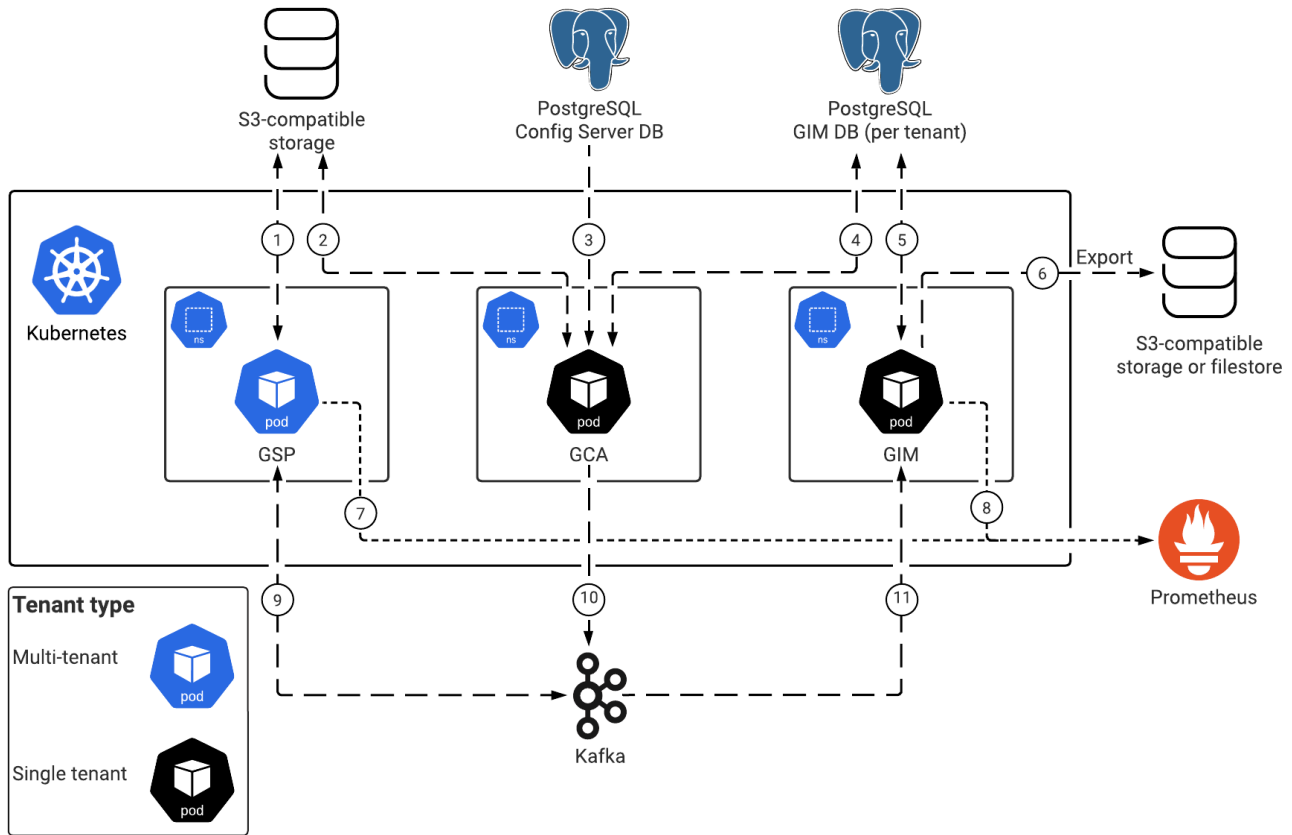 S3-compatible
storage
PostgreSQL
Config Server DB
PostgreSQL
GIM DB (per tenant)
1
2
3
4
5
6
Export
Kubernetes
ns
ns
ns
S3-compatible
storage or filestore
pod
pod
pod
GSP
GCA
GIM
7
8
Prometheus
9
10
11
Tenant type
Multi-tenant
pod
Single tenant
pod
Kafka